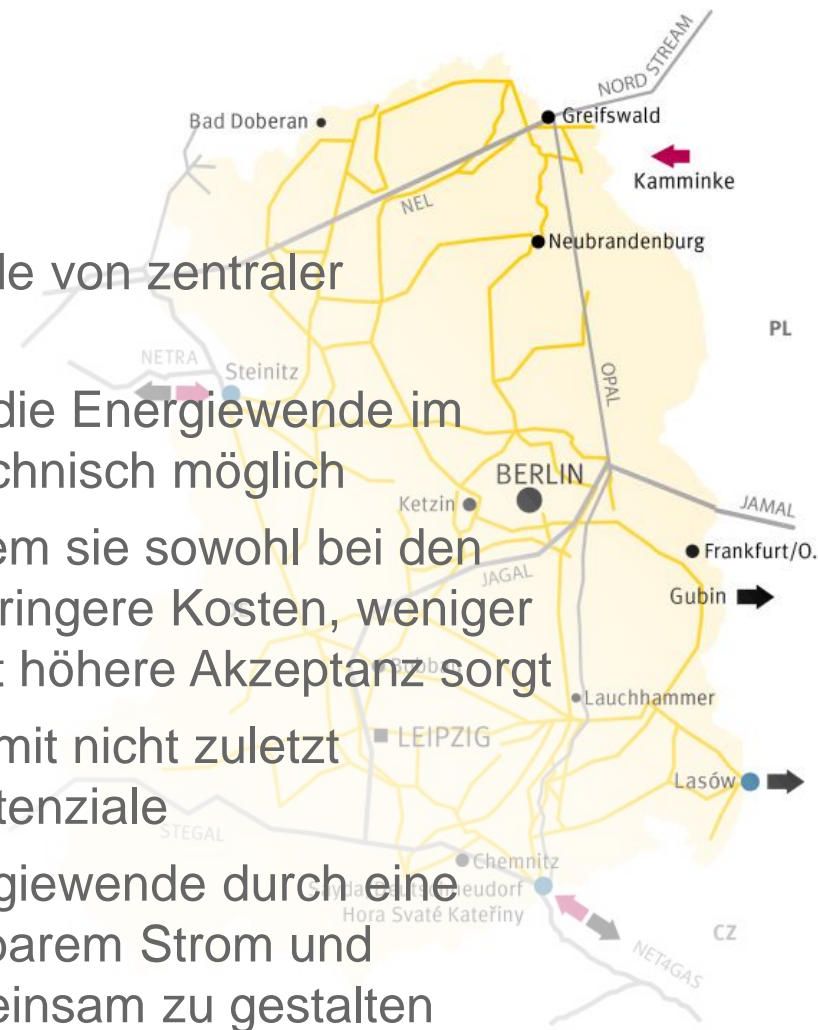 NORD STREAM
Bad Doberan
Greifswald
Kamminke
NEL
Neubrandenburg
le von zentraler
PL
NETRA
Steinitz
OPAL
die Energiewende im
chnisch möglich
BERLIN
Ketzin
JAMAL
em sie sowohl bei den
Frankfurt/O.
JAGAL
Gubin
ringere Kosten, weniger
t höhere Akzeptanz sorgt
Lauchhammer
mit nicht zuletzt
LEIPZIG
Lasów
tenziale
STEGAL
Chemnitz
giewende durch eine
Deutschneudorf
Hora Svaté Kateřiny
CZ
barem Strom und
NET4GAS
einsam zu gestalten